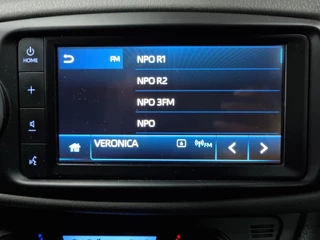 HOME
FM
NPO R1
NPO R2
NPO 3FM
NPO
VERONICA
FM